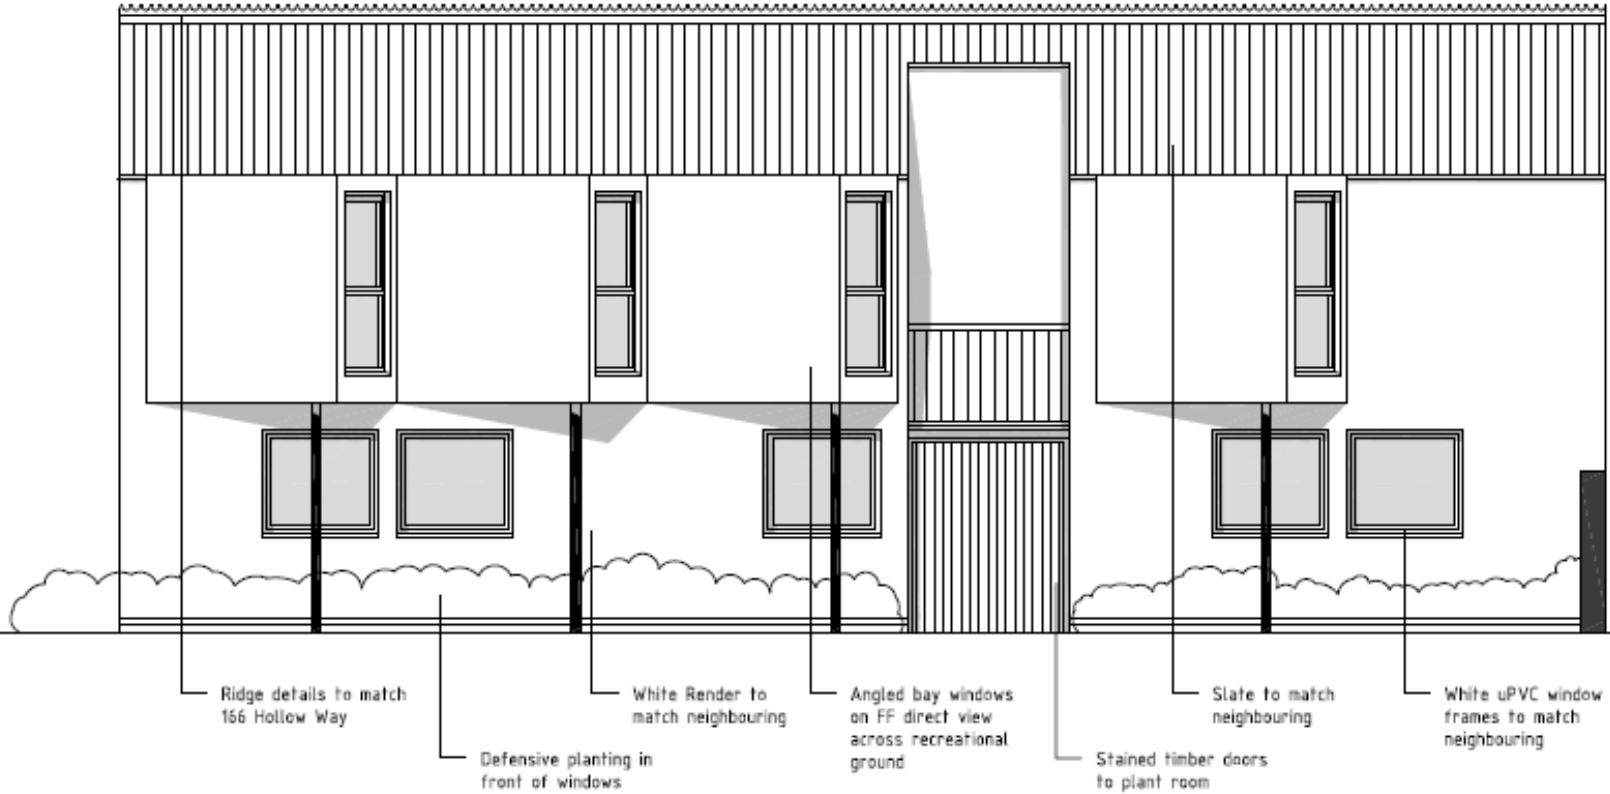 Ridge details to match
166 Hollow Way
Defensive planting in
front of windows
White Render to
match neighbouring
Angled bay windows
on FF direct view
across recreational
ground
Stained timber doors
to plant room
Slate to match
neighbouring
White uPVC window
frames to match
neighbouring